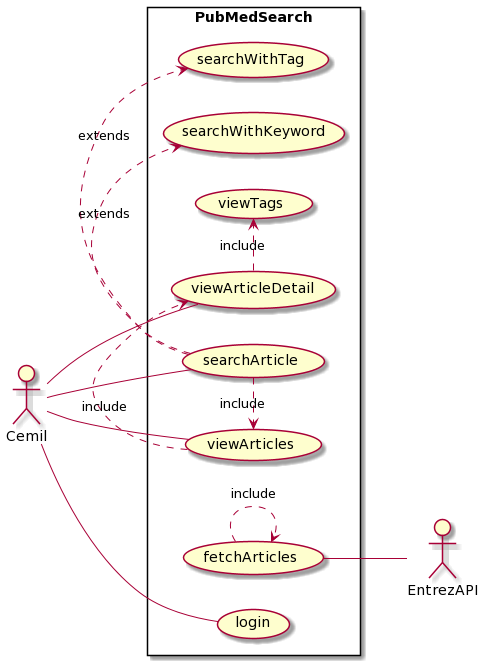 PubMedSearch
searchWithTag
extends
searchWithKeyword
extends
viewTags
include
viewArticleDetail
searchArticle
include
include
Cemil
viewArticles
include
fetchArticles
EntrezAPI
login